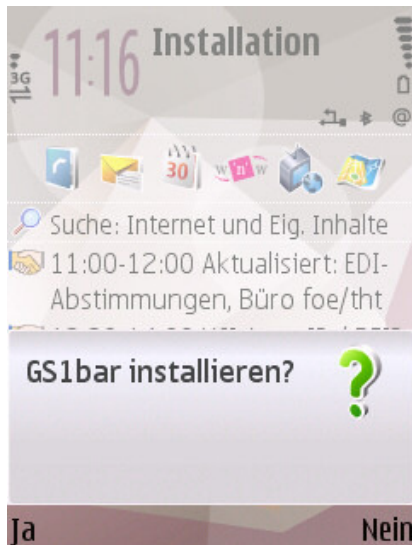 11:16 Installation
3G
@
30
w"n"w
Suche: Internet und Eig. Inhalte
11:00-12:00 Aktualisiert: EDI-
Abstimmungen, Büro foe/tht
GS1bar installieren?
Ja
Nein